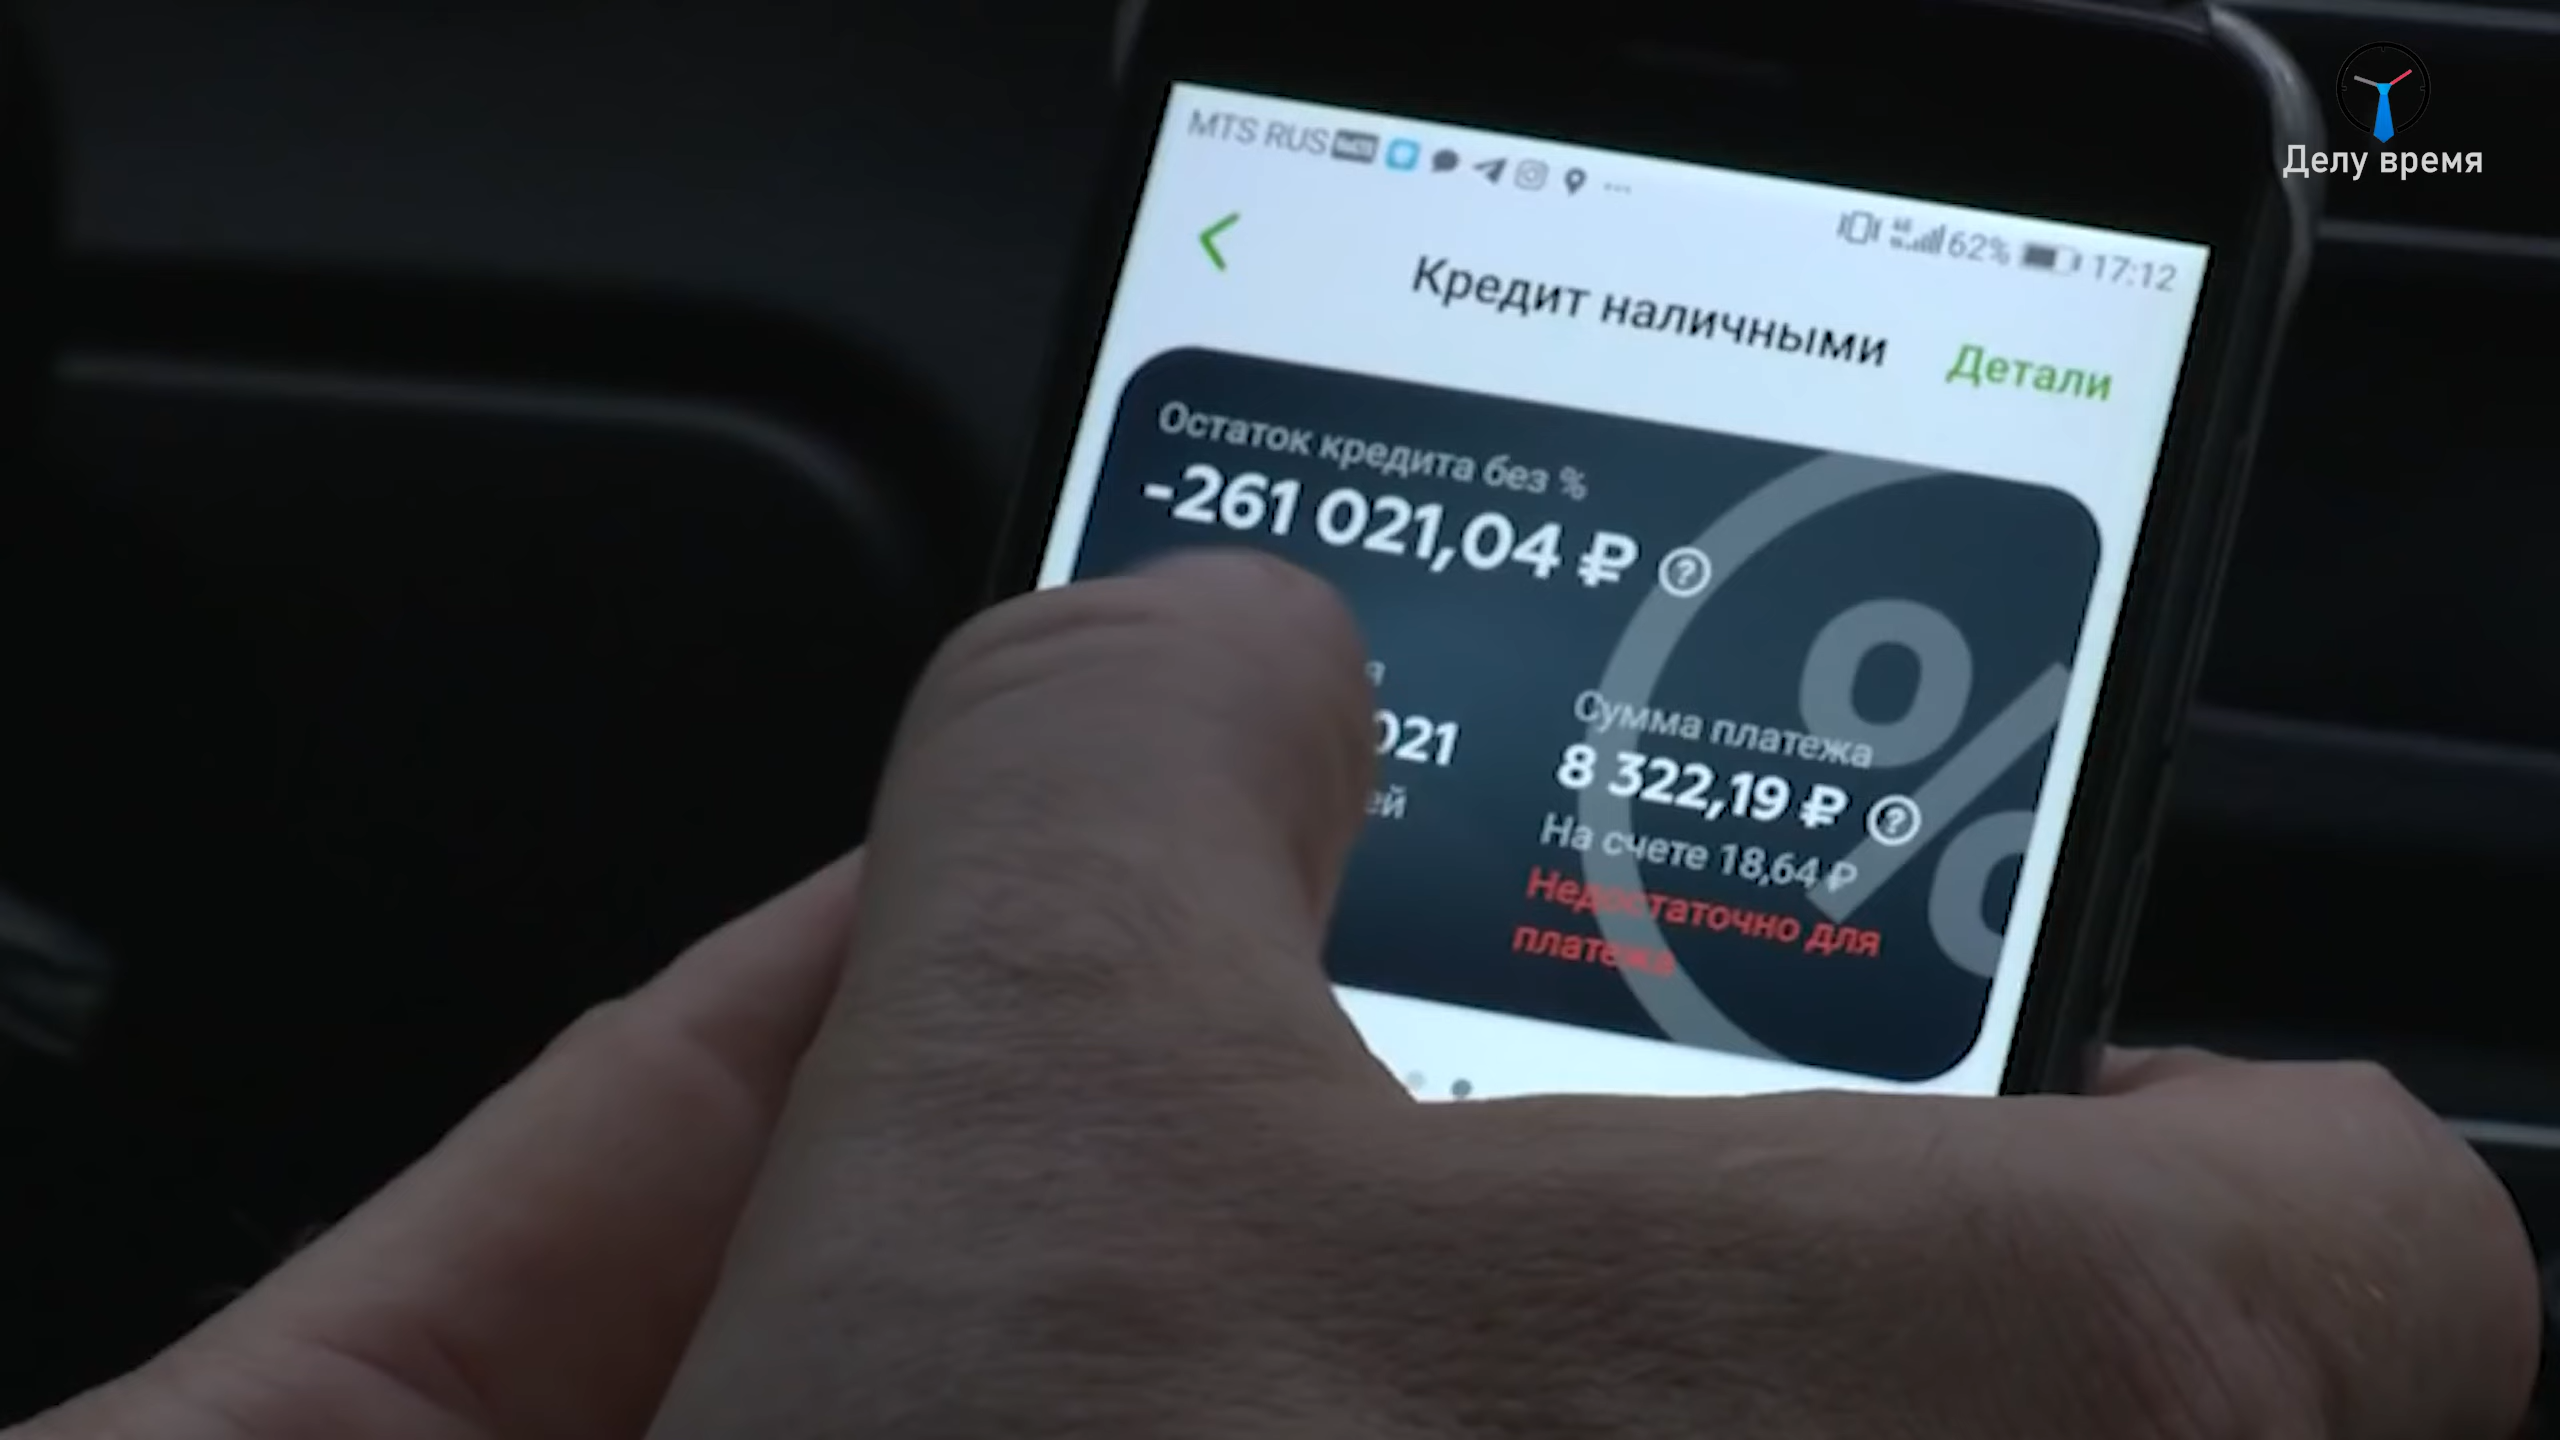 Делу время
MTS RUS
62% 17:12
Кредит наличными
Детали
Остаток кредита без %
-261 021,04 ₽ ?
021
Сумма платежа
8 322,19 ₽ ?
ей
На счете 18,64 ₽
Недостаточно для
платежа